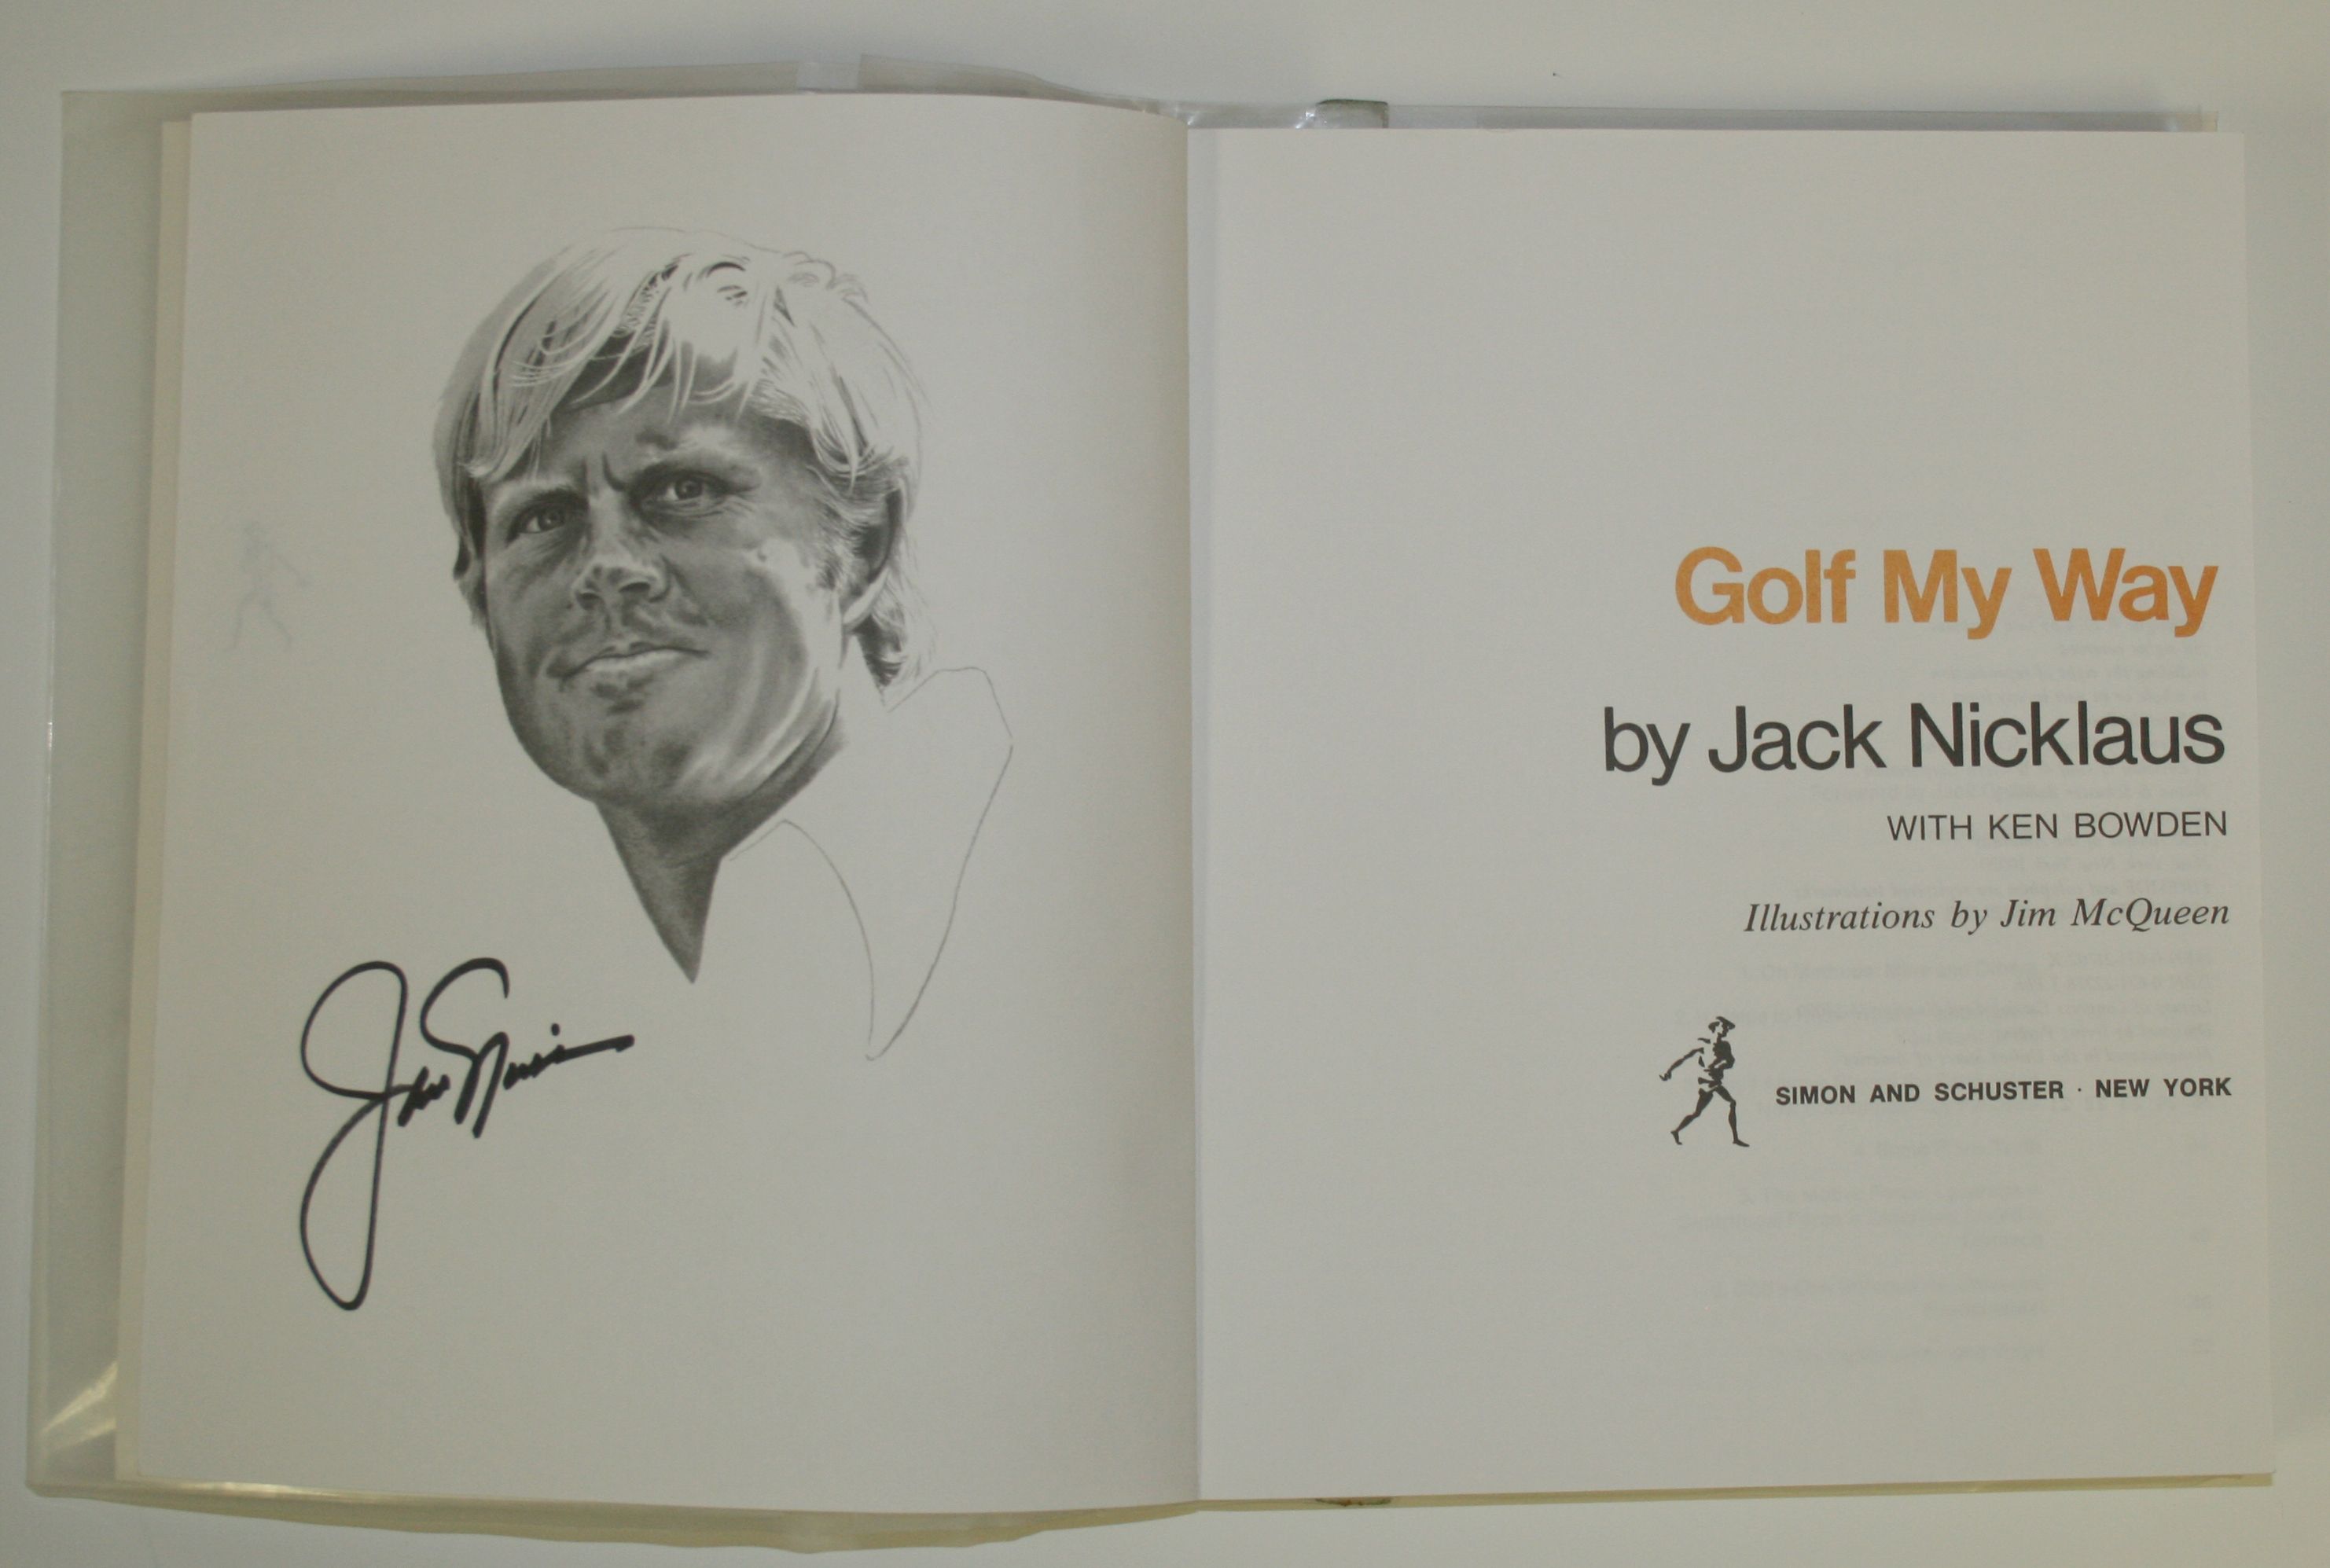 Golf My Way
by Jack Nicklaus
WITH KEN BOWDEN
Illustrations by Jim McQueen
SIMON AND SCHUSTER · NEW YORK